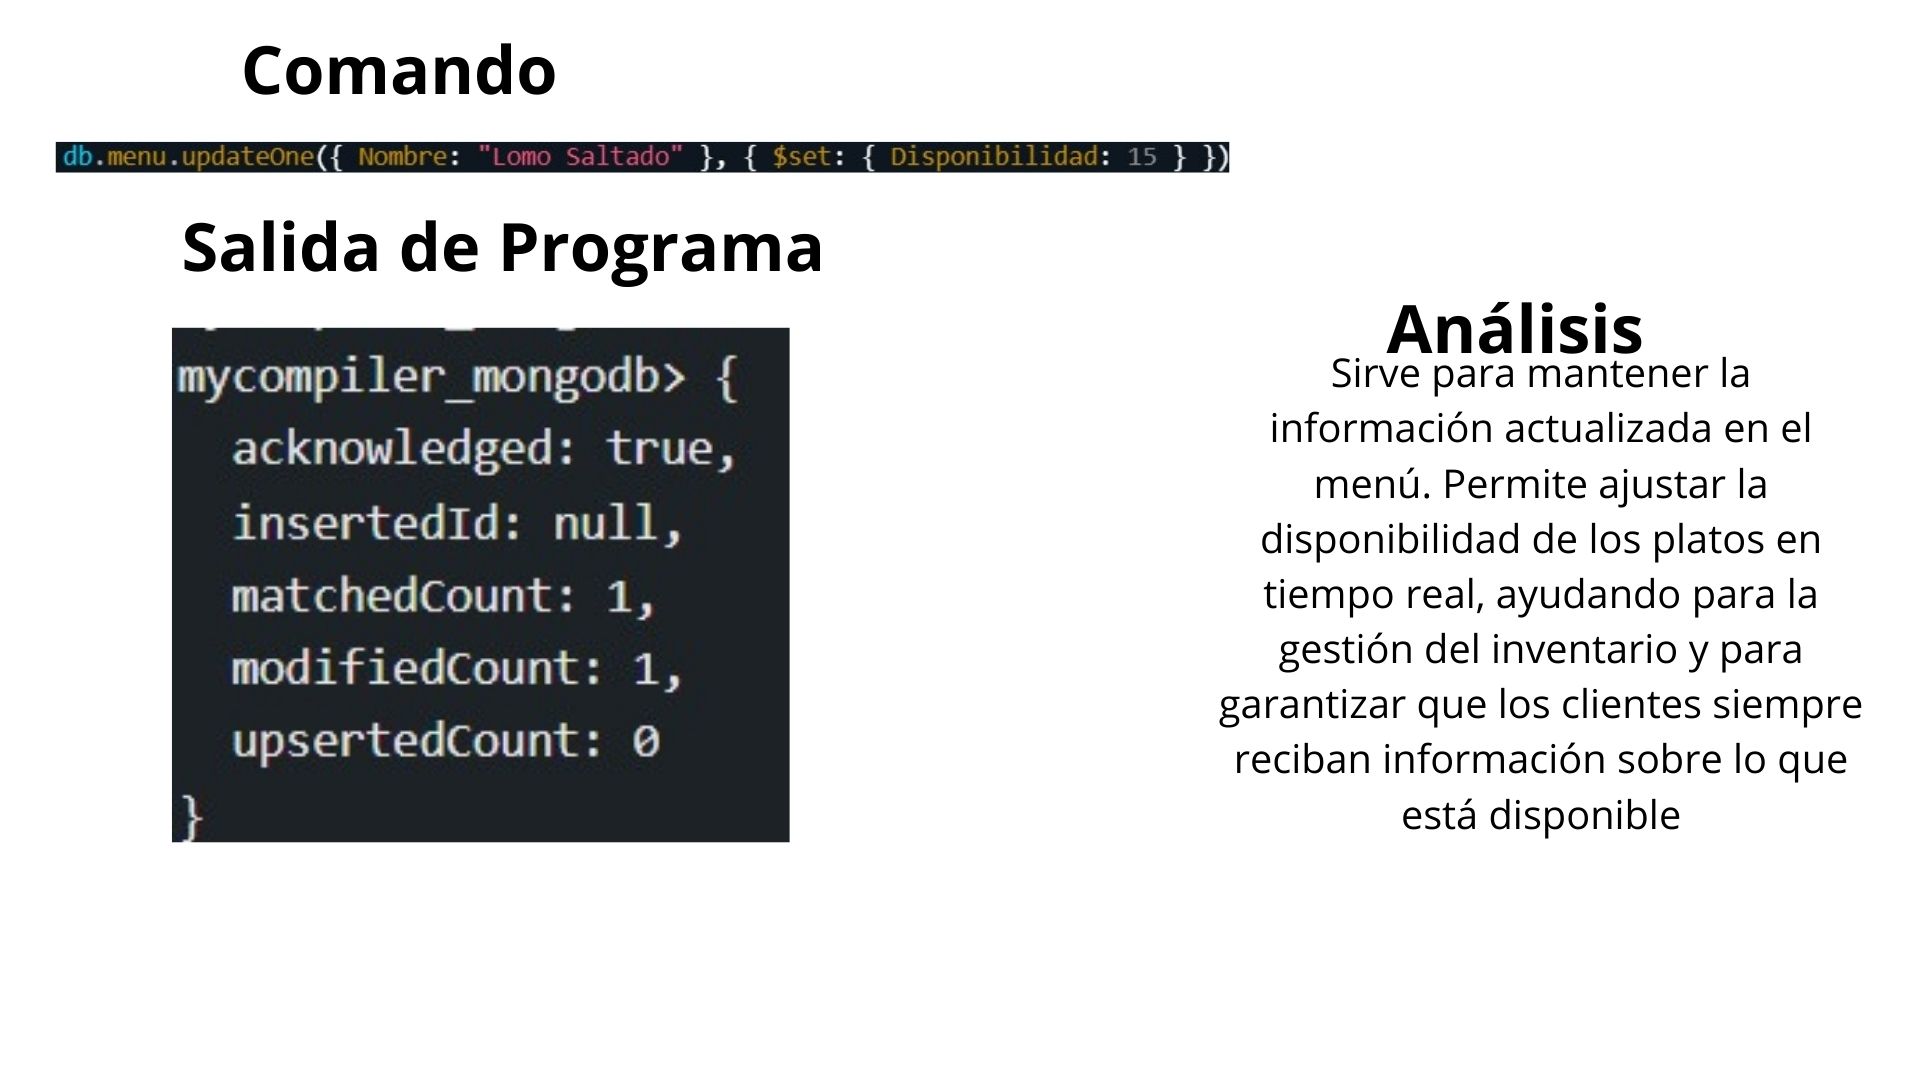 Comando
db.menu.updateOne({ Nombre: "Lomo Saltado" }, { $set: { Disponibilidad: 15 } })
Salida de Programa
mycompiler_mongodb> {
acknowledged: true,
insertedId: null,
matchedCount: 1,
modifiedCount: 1,
upsertedCount: 0
}
Análisis
Sirve para mantener la
información actualizada en el
menú. Permite ajustar la
disponibilidad de los platos en
tiempo real, ayudando para la
gestión del inventario y para
garantizar que los clientes siempre
reciban información sobre lo que
está disponible